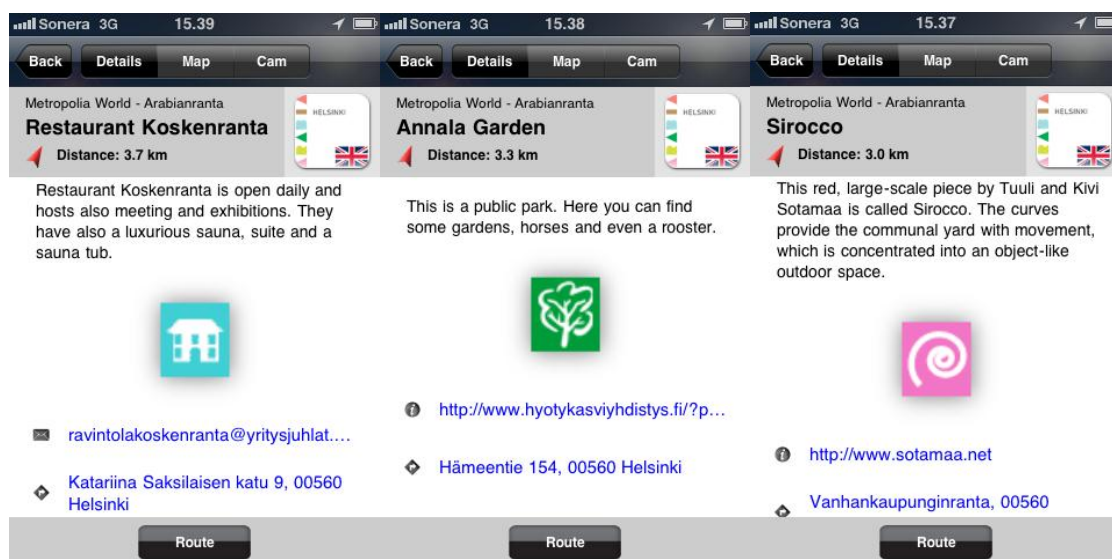 Sonera 3G 15.39
Back Details Map Cam
Metropolia World - Arabianranta
Restaurant Koskenranta
Distance: 3.7 km
HELSINKI
Restaurant Koskenranta is open daily and
hosts also meeting and exhibitions. They
have also a luxurious sauna, suite and a
sauna tub.
ravintolakoskenranta@yritysjuhlat....
Katariina Saksilaisen katu 9, 00560
Helsinki
Route
Sonera 3G 15.38
Back Details Map Cam
Metropolia World - Arabianranta
Annala Garden
Distance: 3.3 km
HELSINKI
This is a public park. Here you can find
some gardens, horses and even a rooster.
http://www.hyotykasviyhdistys.fi/?p...
Hämeentie 154, 00560 Helsinki
Route
Sonera 3G 15.37
Back Details Map Cam
Metropolia World - Arabianranta
Sirocco
Distance: 3.0 km
HELSINKI
This red, large-scale piece by Tuuli and Kivi
Sotamaa is called Sirocco. The curves
provide the communal yard with movement,
which is concentrated into an object-like
outdoor space.
http://www.sotamaa.net
Vanhankaupunginranta, 00560
Route